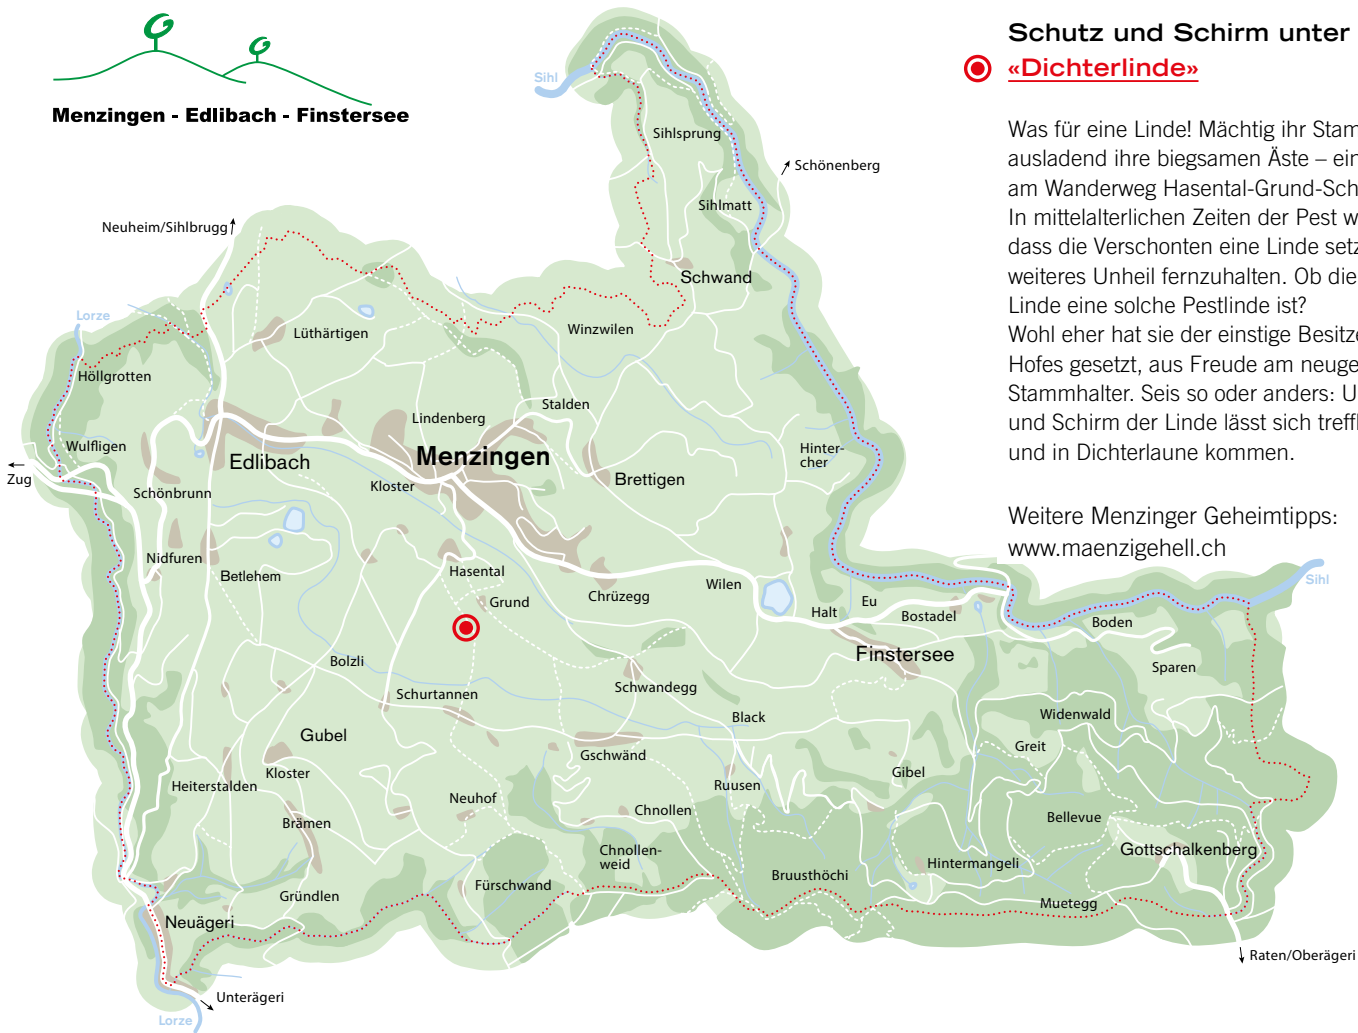 Menzingen - Edlibach - Finstersee
Schutz und Schirm unter
«Dichterlinde»
Was für eine Linde! Mächtig ihr Stam
ausladend ihre biegsamen Äste – ein
am Wanderweg Hasental-Grund-Sch
In mittelalterlichen Zeiten der Pest w
dass die Verschonten eine Linde setz
weiteres Unheil fernzuhalten. Ob die
Linde eine solche Pestlinde ist?
Wohl eher hat sie der einstige Besitze
Hofes gesetzt, aus Freude am neuge
Stammhalter. Seis so oder anders: U
und Schirm der Linde lässt sich treffl
und in Dichterlaune kommen.
Weitere Menzinger Geheimtipps:
www.maenzigehell.ch
Sihl
Sihlsprung
Schönenberg
Sihlmatt
Neuheim/Sihlbrugg
Schwand
Lorze
Lüthärtigen
Winzwilen
Höllgrotten
Stalden
Lindenberg
Wulfligen
Edlibach
Menzingen
Hinter-
cher
Zug
Kloster
Brettigen
Schönbrunn
Nidfuren
Betlehem
Hasental
Wilen
Sihl
Grund
Chrüzegg
Halt
Eu
Bostadel
Boden
Finstersee
Bolzli
Sparen
Schurtannen
Schwandegg
Black
Widenwald
Gubel
Greit
Gschwänd
Kloster
Gibel
Heiterstalden
Ruusen
Neuhof
Chnollen
Bellevue
Brämen
Chnollen-
weid
Gottschalkenberg
Hintermangeli
Bruusthöchi
Fürschwand
Gründlen
Muetegg
Neuägeri
Raten/Oberägeri
Unterägeri
Lorze